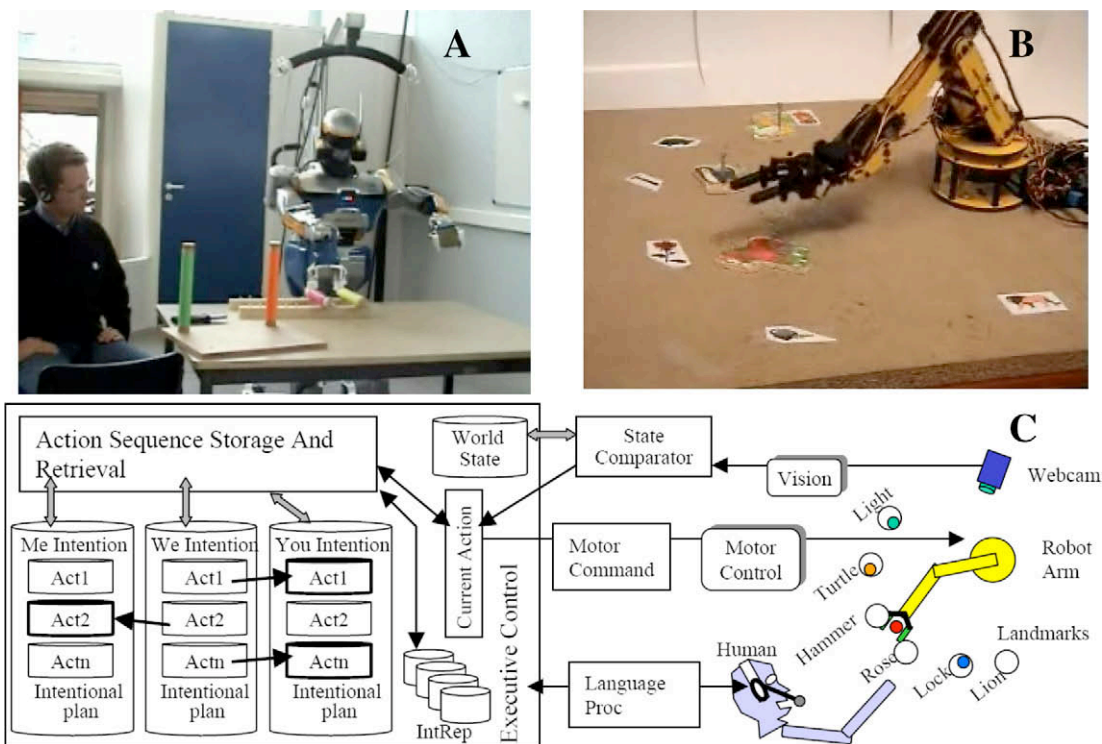 A
B
C
Action Sequence Storage And
Retrieval
World
State
State
Comparator
Vision
Webcam
Light
Me Intention
We Intention
You Intention
Act1
Act1
Act1
Act2
Act2
Act2
Actn
Actn
Actn
Intentional
plan
Intentional
plan
Intentional
plan
Current Action
Motor
Command
Motor
Control
Robot
Arm
Turtle
Hammer
Rose
Lock
Lion
Landmarks
Human
Language
Proc
IntRep
Executive Control